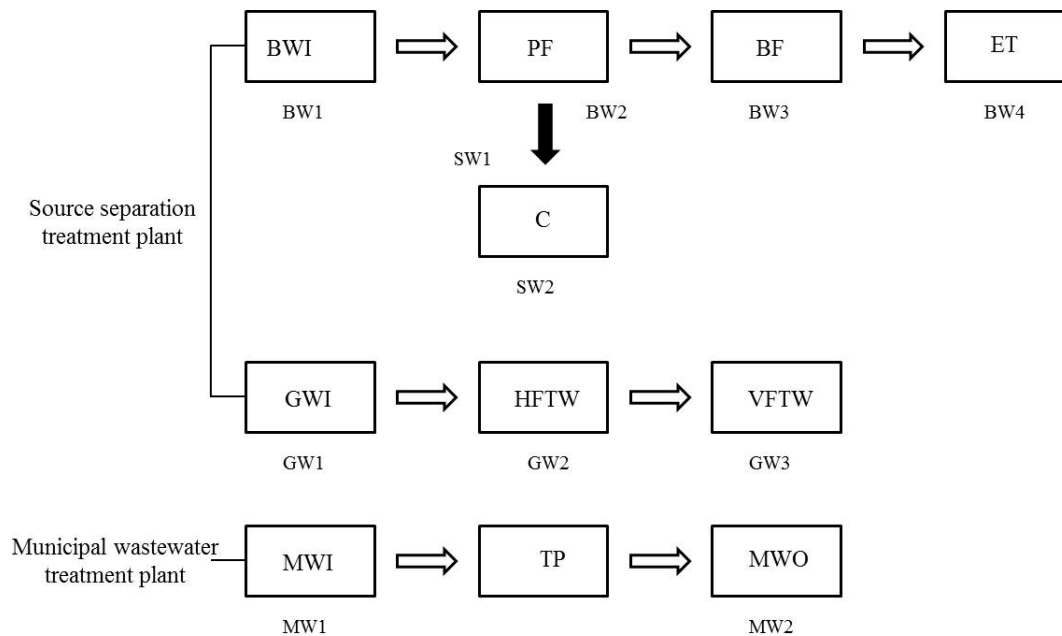 BWI
PF
BF
ET
BW1
BW2
BW3
BW4
SW1
C
SW2
Source separation
treatment plant
GWI
HFTW
VFTW
GW1
GW2
GW3
Municipal wastewater
treatment plant
MWI
TP
MWO
MW1
MW2